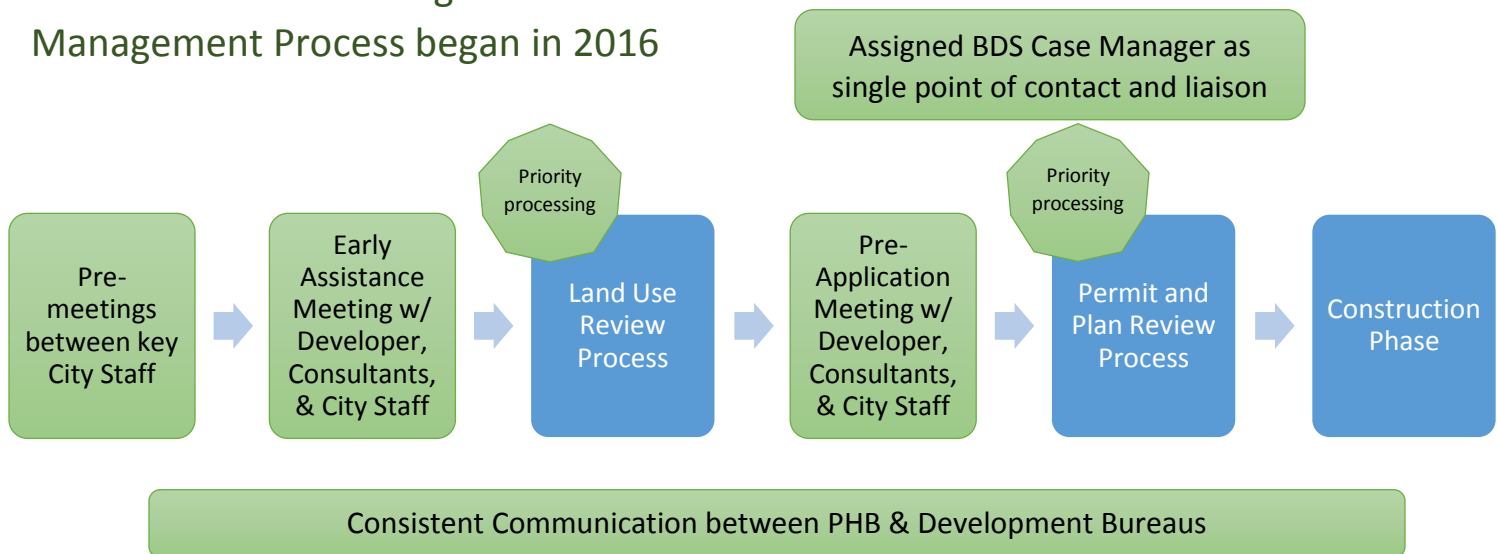 Management Process began in 2016
Assigned BDS Case Manager as
single point of contact and liaison
Priority
processing
Priority
processing
Pre-
meetings
between key
City Staff
Early
Assistance
Meeting w/
Developer,
Consultants,
& City Staff
Land Use
Review
Process
Pre-
Application
Meeting w/
Developer,
Consultants,
& City Staff
Permit and
Plan Review
Process
Construction
Phase
Consistent Communication between PHB & Development Bureaus